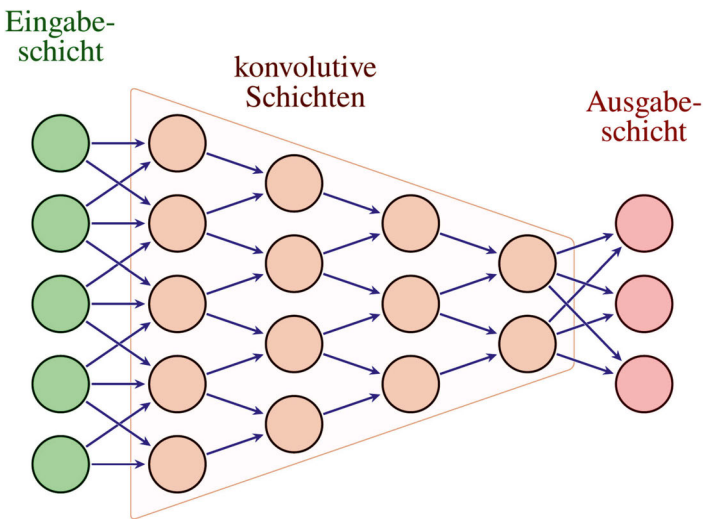 Eingabe-
schicht
konvolutive
Schichten
Ausgabe-
schicht